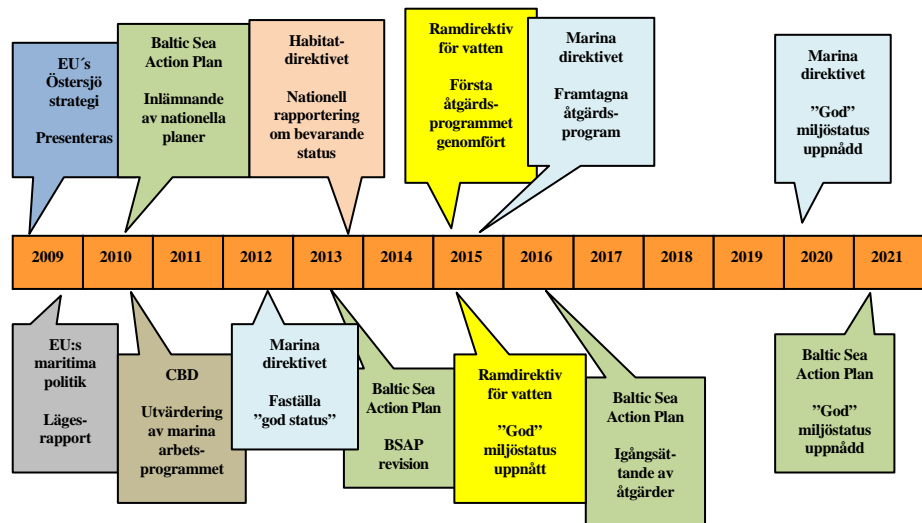 EU´s
Östersjö
strategi
Presenteras
Baltic Sea
Action Plan
Inlämnande
av nationella
planer
Habitat-
direktivet
Nationell
rapportering
om bevarande
status
Ramdirektiv
för vatten
Första
åtgärds-
programmet
genomfört
Marina
direktivet
Framtagna
åtgärds-
program
Marina
direktivet
”God”
miljöstatus
uppnådd
2009 2010 2011 2012 2013 2014 2015 2016 2017 2018 2019 2020 2021
EU:s
maritima
politik
Läges-
rapport
CBD
Utvärdering
av marina
arbets-
programmet
Marina
direktivet
Faställa
”god status”
Baltic Sea
Action Plan
BSAP
revision
Ramdirektiv
för vatten
”God”
miljöstatus
uppnått
Baltic Sea
Action Plan
Igångsät-
tande av
åtgärder
Baltic Sea
Action Plan
”God”
miljöstatus
uppnådd